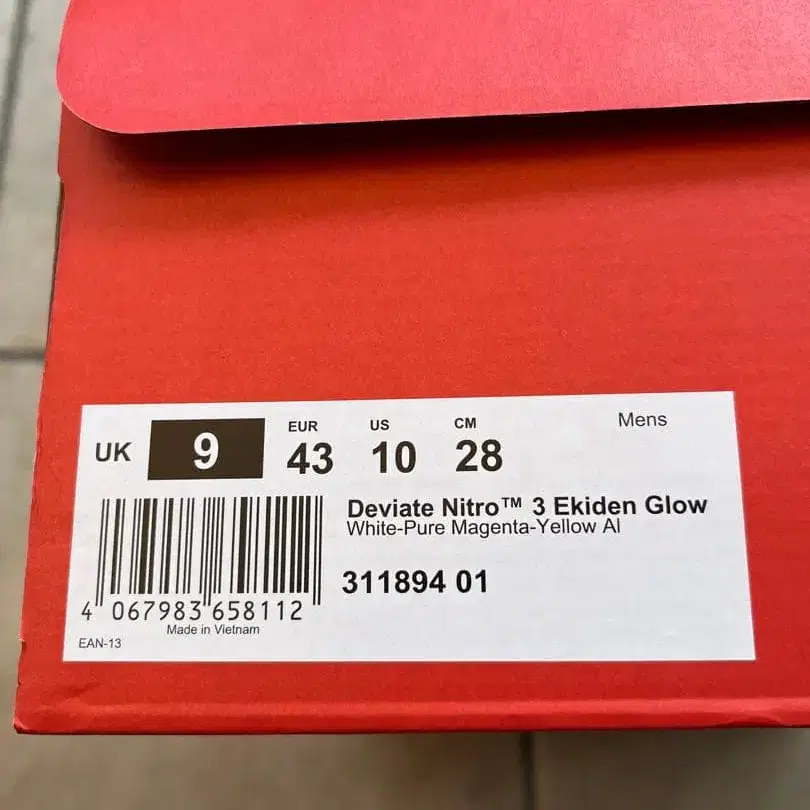 Mens
UK 9 EUR 43 US 10 CM 28
Deviate Nitro™ 3 Ekiden Glow
White-Pure Magenta-Yellow Al
311894 01
4 067983 658112
Made in Vietnam
EAN-13